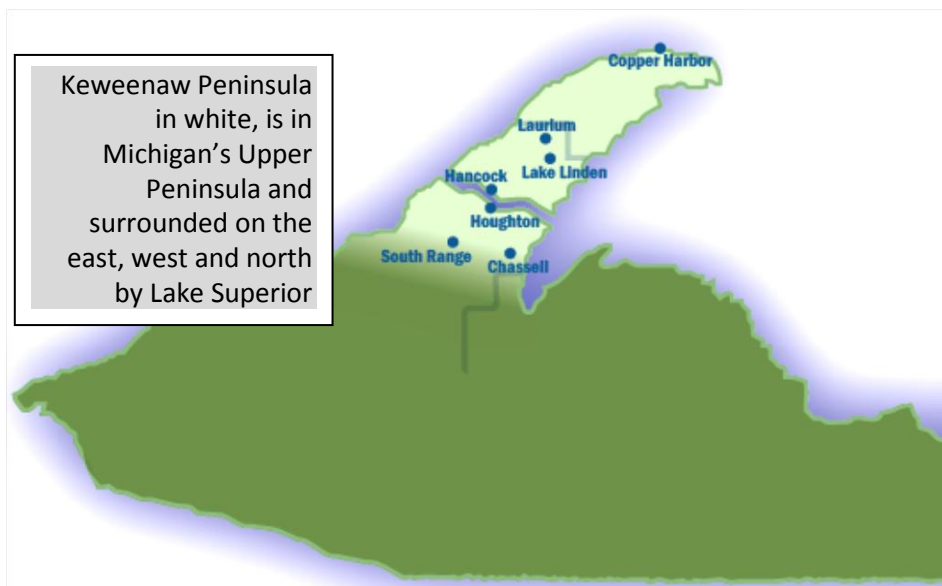 Keweenaw Peninsula
in white, is in
Michigan’s Upper
Peninsula and
surrounded on the
east, west and north
by Lake Superior
Copper Harbor
Laurium
Lake Linden
Hancock
Houghton
South Range
Chassell